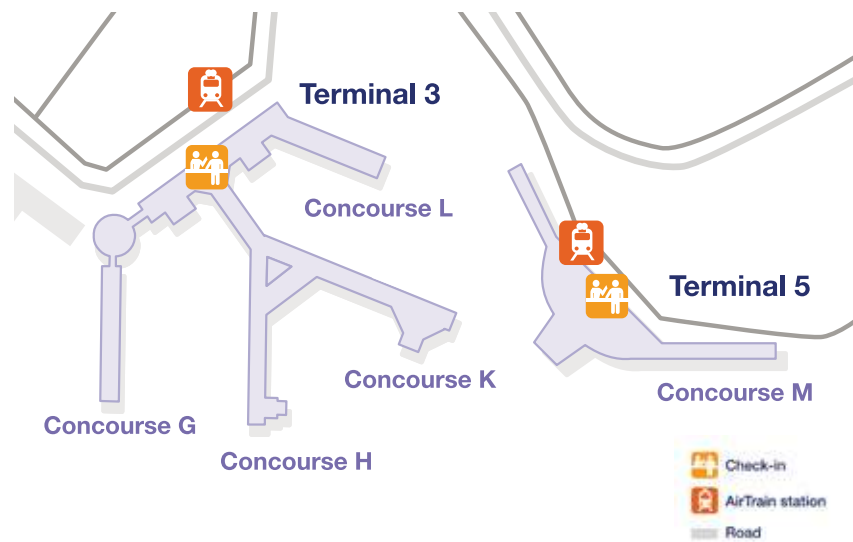 Terminal 3
Concourse L
Terminal 5
Concourse K
Concourse M
Concourse G
Concourse H
Check-in
AirTrain station
Road